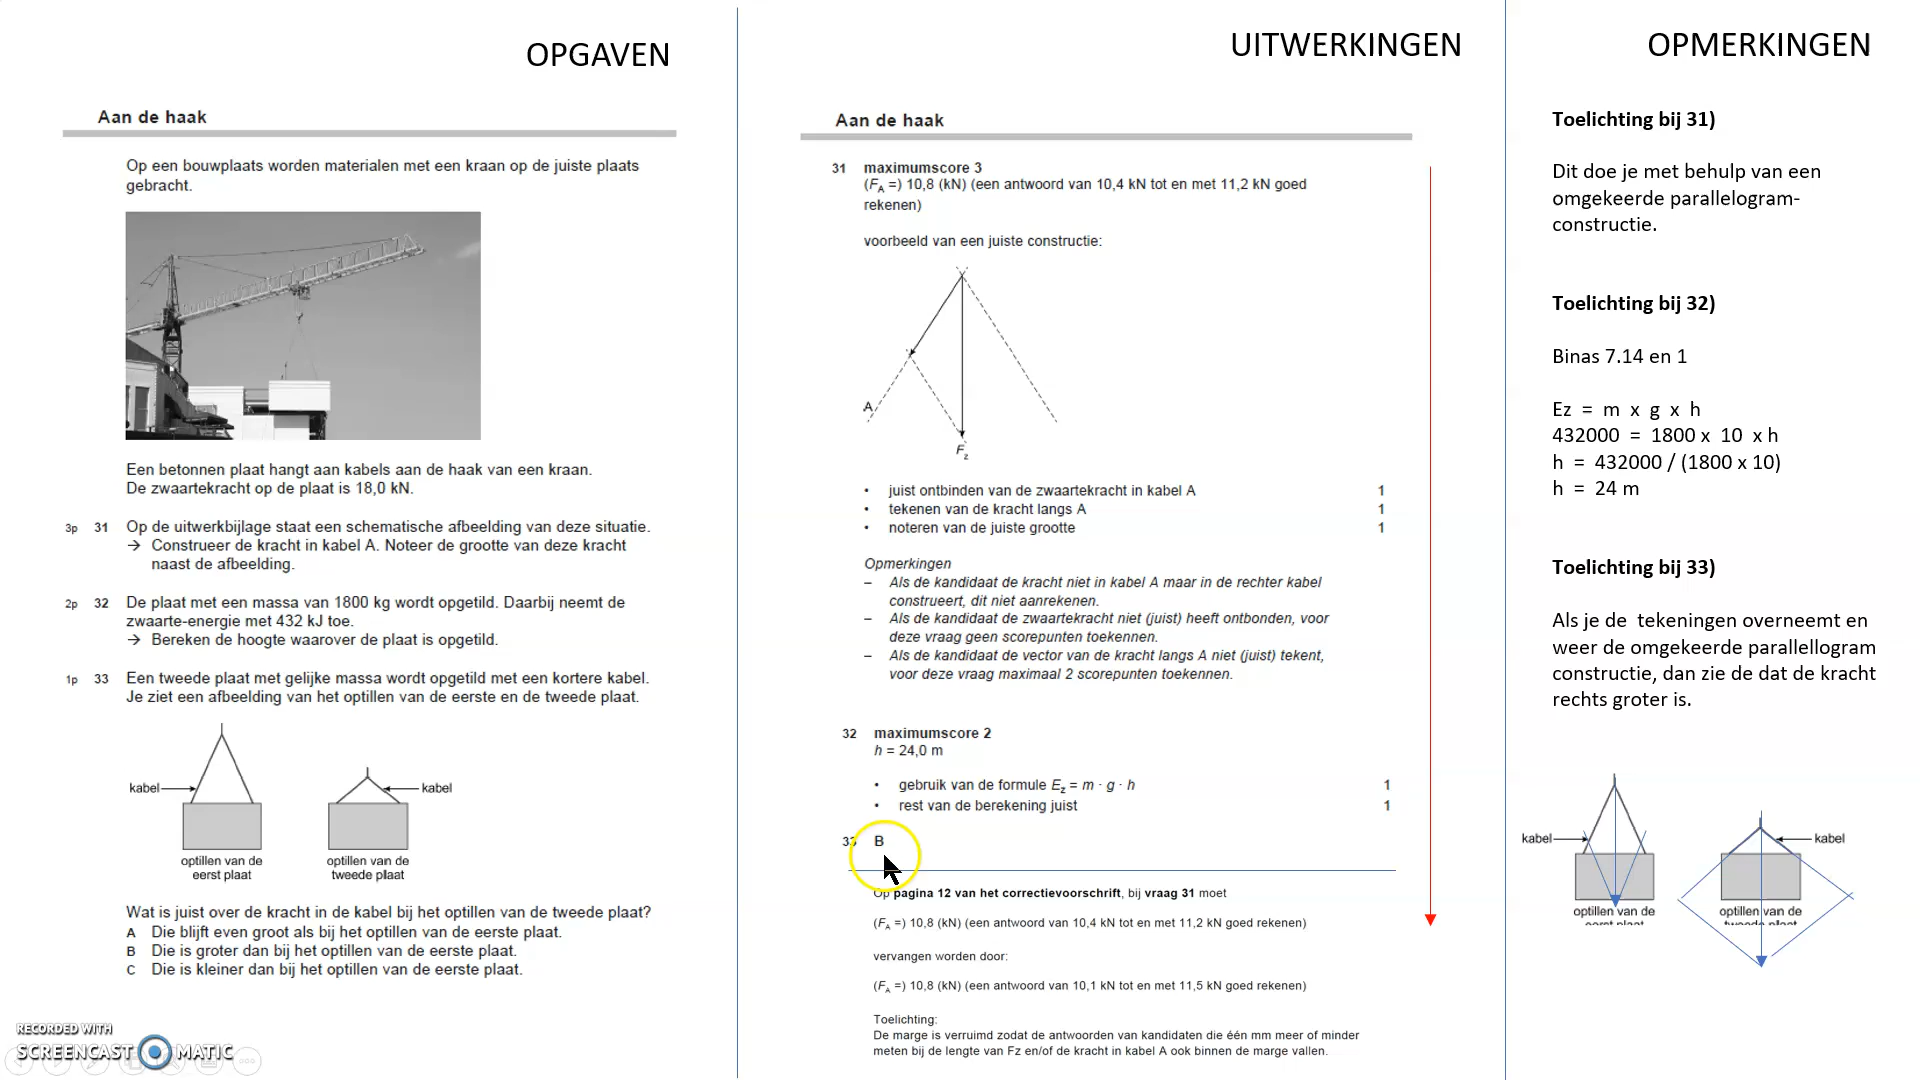 OPGAVEN
Aan de haak
Op een bouwplaats worden materialen met een kraan op de juiste plaats
gebracht.
Een betonnen plaat hangt aan kabels aan de haak van een kraan.
De zwaartekracht op de plaat is 18,0 kN.
3p 31 Op de uitwerkbijlage staat een schematische afbeelding van deze situatie.
→ Construeer de kracht in kabel A. Noteer de grootte van deze kracht
naast de afbeelding.
2p 32 De plaat met een massa van 1800 kg wordt opgetild. Daarbij neemt de
zwaarte-energie met 432 kJ toe.
→ Bereken de hoogte waarover de plaat is opgetild.
1p 33 Een tweede plaat met gelijke massa wordt opgetild met een kortere kabel.
Je ziet een afbeelding van het optillen van de eerste en de tweede plaat.
kabel
kabel
optillen van de
eerst plaat
optillen van de
tweede plaat
Wat is juist over de kracht in de kabel bij het optillen van de tweede plaat?
A Die blijft even groot als bij het optillen van de eerste plaat.
B Die is groter dan bij het optillen van de eerste plaat.
C Die is kleiner dan bij het optillen van de eerste plaat.
RECORDED WITH
SCREENCAST MATIC
UITWERKINGEN
Aan de haak
31 maximumscore 3
(FA =) 10,8 (kN) (een antwoord van 10,4 kN tot en met 11,2 kN goed
rekenen)
voorbeeld van een juiste constructie:
A
Fz
• juist ontbinden van de zwaartekracht in kabel A 1
• tekenen van de kracht langs A 1
• noteren van de juiste grootte 1
Opmerkingen
– Als de kandidaat de kracht niet in kabel A maar in de rechter kabel
construeert, dit niet aanrekenen.
– Als de kandidaat de zwaartekracht niet (juist) heeft ontbonden, voor
deze vraag geen scorepunten toekennen.
– Als de kandidaat de vector van de kracht langs A niet (juist) tekent,
voor deze vraag maximaal 2 scorepunten toekennen.
32 maximumscore 2
h = 24,0 m
• gebruik van de formule Ez = m · g · h 1
• rest van de berekening juist 1
33 B
Op pagina 12 van het correctievoorschrift, bij vraag 31 moet
(FA =) 10,8 (kN) (een antwoord van 10,4 kN tot en met 11,2 kN goed rekenen)
vervangen worden door:
(FA =) 10,8 (kN) (een antwoord van 10,1 kN tot en met 11,5 kN goed rekenen)
Toelichting:
De marge is verruimd zodat de antwoorden van kandidaten die één mm meer of minder
meten bij de lengte van Fz en/of de kracht in kabel A ook binnen de marge vallen.
OPMERKINGEN
Toelichting bij 31)
Dit doe je met behulp van een
omgekeerde parallelogram-
constructie.
Toelichting bij 32)
Binas 7.14 en 1
Ez = m x g x h
432000 = 1800 x 10 x h
h = 432000 / (1800 x 10)
h = 24 m
Toelichting bij 33)
Als je de tekeningen overneemt en
weer de omgekeerde parallellogram
constructie, dan zie de dat de kracht
rechts groter is.
kabel
kabel
optillen van de
eerst plaat
optillen van de
tweede plaat